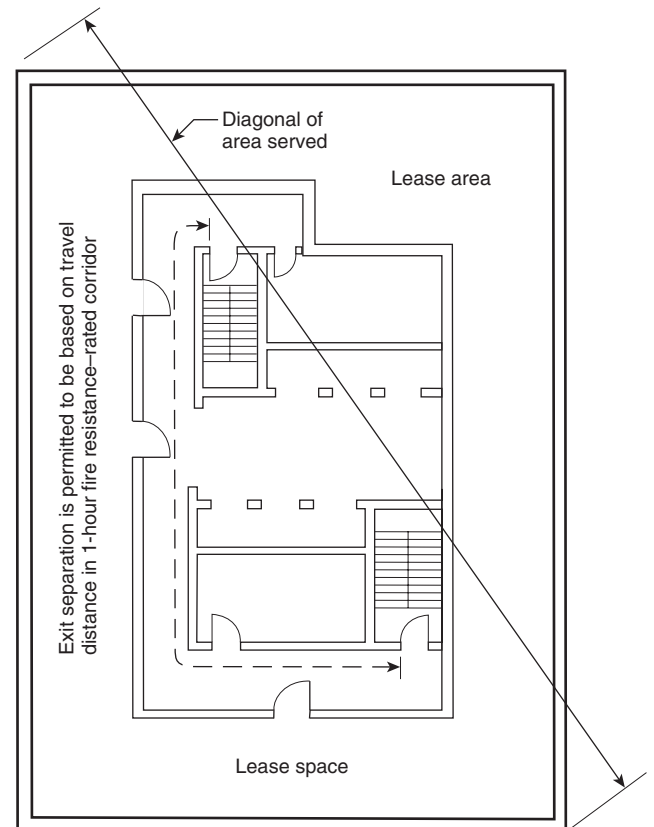 Diagonal of
area served
Lease area
Exit separation is permitted to be based on travel
distance in 1-hour fire resistance–rated corridor
Lease space